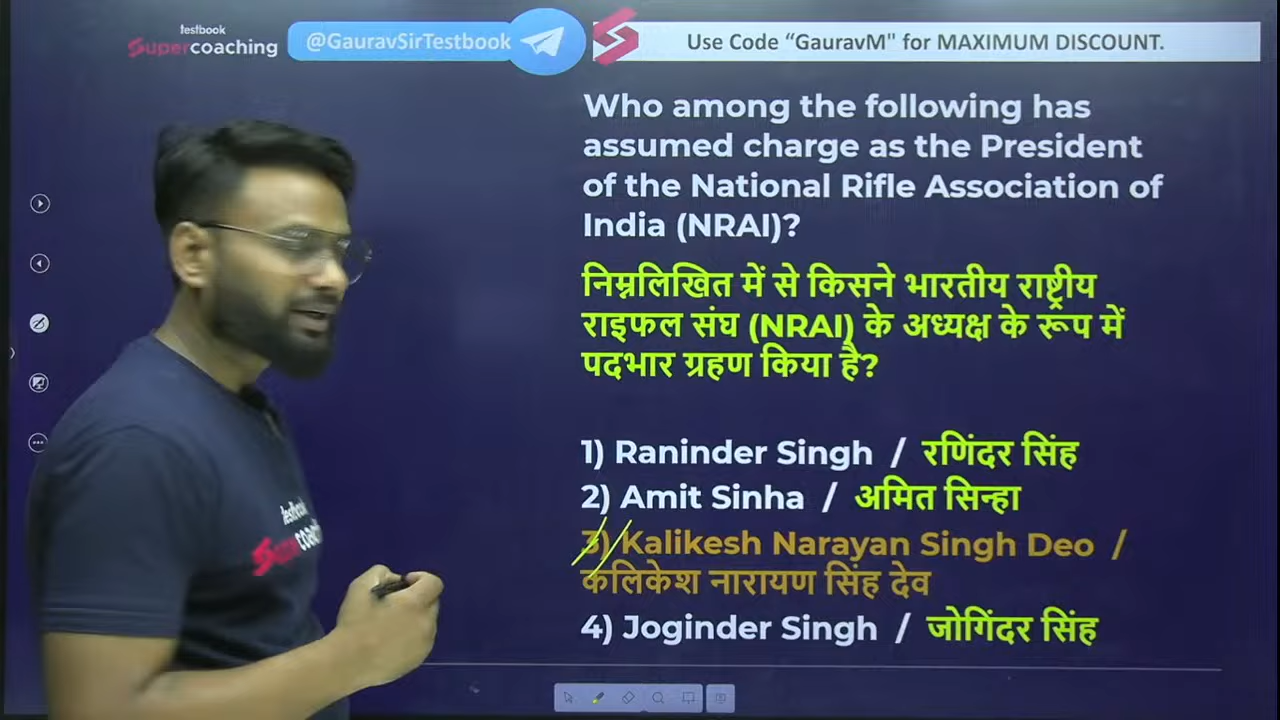 testbook
Supercoaching
@GauravSirTestbook
Use Code “GauravM" for MAXIMUM DISCOUNT.
Who among the following has
assumed charge as the President
of the National Rifle Association of
India (NRAI)?
निम्नलिखित में से किसने भारतीय राष्ट्रीय
राइफल संघ (NRAI) के अध्यक्ष के रूप में
पदभार ग्रहण किया है?
1) Raninder Singh / रणिंदर सिंह
2) Amit Sinha / अमित सिन्हा
3) Kalikesh Narayan Singh Deo /
कलिकेश नारायण सिंह देव
4) Joginder Singh / जोगिंदर सिंह